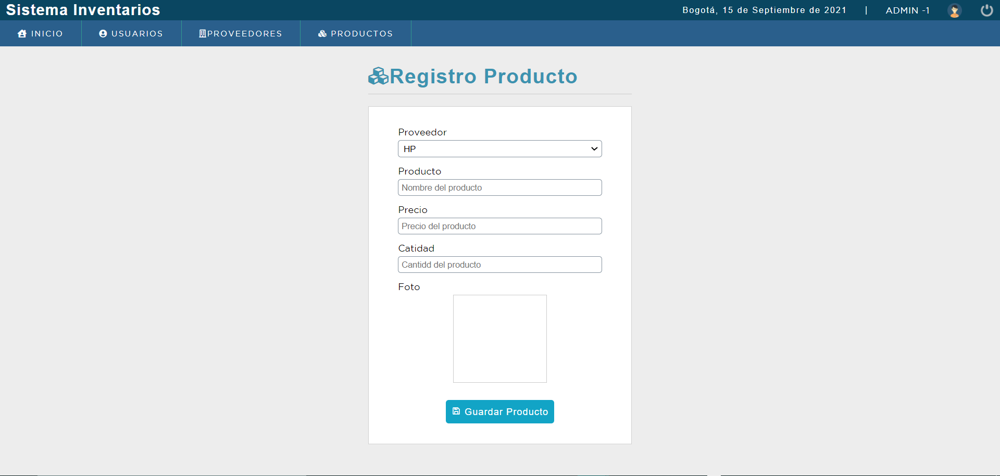 Sistema Inventarios
Bogotá, 15 de Septiembre de 2021 | ADMIN -1
INICIO USUARIOS PROVEEDORES PRODUCTOS
Registro Producto
Proveedor
HP
Producto
Nombre del producto
Precio
Precio del producto
Catidad
Cantidd del producto
Foto
Guardar Producto